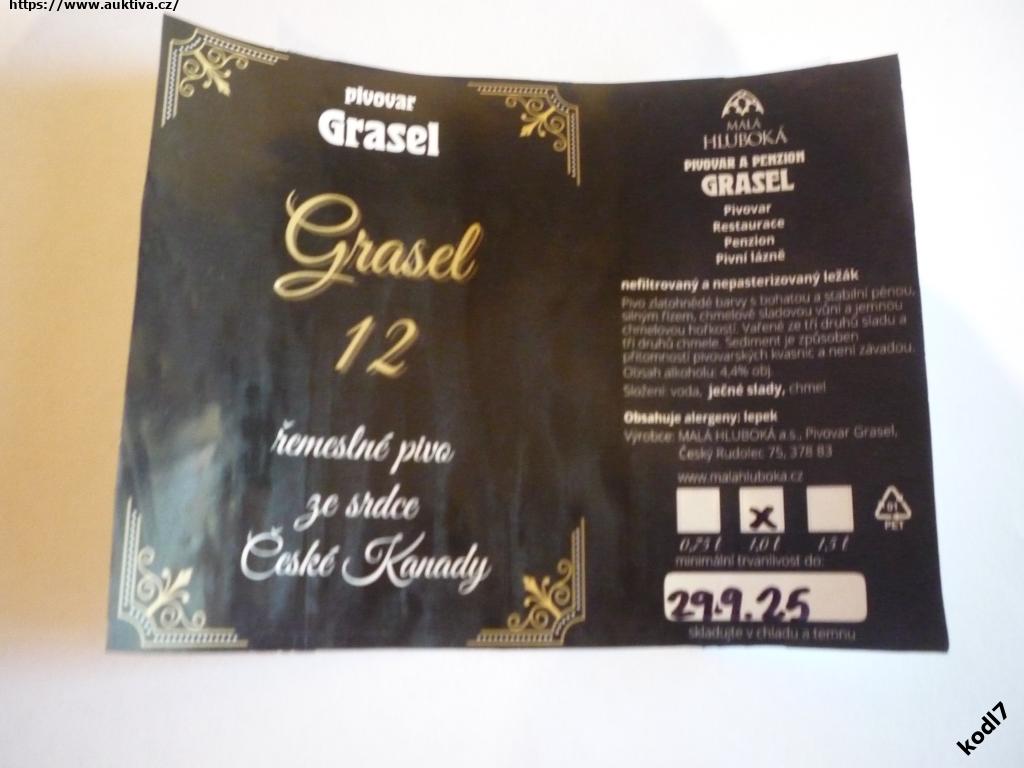 https://www.auktiva.cz/
pivovar
Grasel
Grasel
12
řemeslné pivo
ze srdce
České Kanady
MALÁ
HLUBOKÁ
PIVOVAR A PENZION
GRASEL
Pivovar
Restaurace
Penzion
Pivní lázně
nefiltrovaný a nepasterizovaný ležák
Pivo zlatohnědé barvy s bohatou a stabilní pěnou,
silným řízem, chmelově sladovou vůní a jemnou
chmelovou hořkostí. Vařené ze tří druhů sladu a
tří druhů chmele. Sediment je způsoben
přítomností pivovarských kvasnic a není závadou.
Obsah alkoholu: 4,4% obj.
Složení: voda, ječné slady, chmel
Obsahuje alergeny: lepek
Výrobce: MALÁ HLUBOKÁ a.s., Pivovar Grasel,
Český Rudolec 75, 378 83
www.malahluboka.cz
x
01
PET
0,75 l 1,0 l 1,5 l
minimální trvanlivost do:
29.9.25
skladujte v chladu a temnu
kodl7